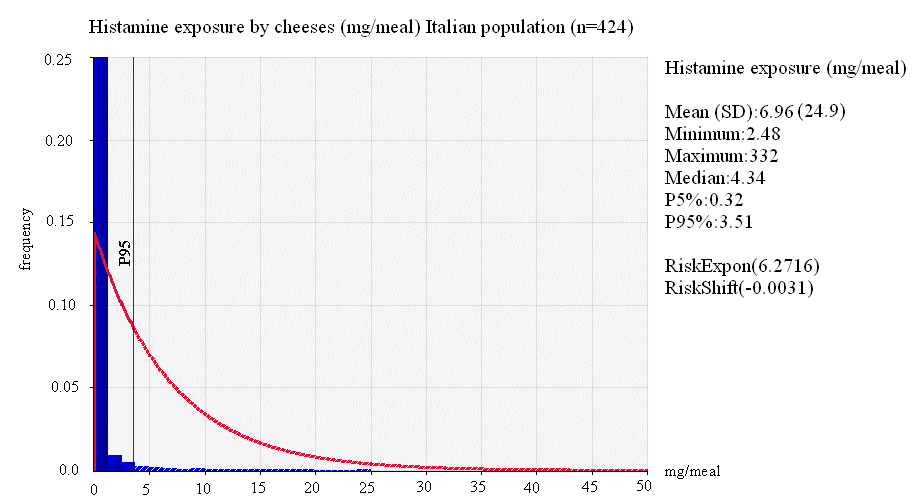 Histamine exposure by cheeses (mg/meal) Italian population (n=424)
0.25
0.20
0.15
0.10
0.05
0.0
frequency
P95
0 5 10 15 20 25 30 35 40 45 50
mg/meal
Histamine exposure (mg/meal)
Mean (SD):6.96 (24.9)
Minimum:2.48
Maximum:332
Median:4.34
P5%:0.32
P95%:3.51
RiskExpon(6.2716)
RiskShift(-0.0031)